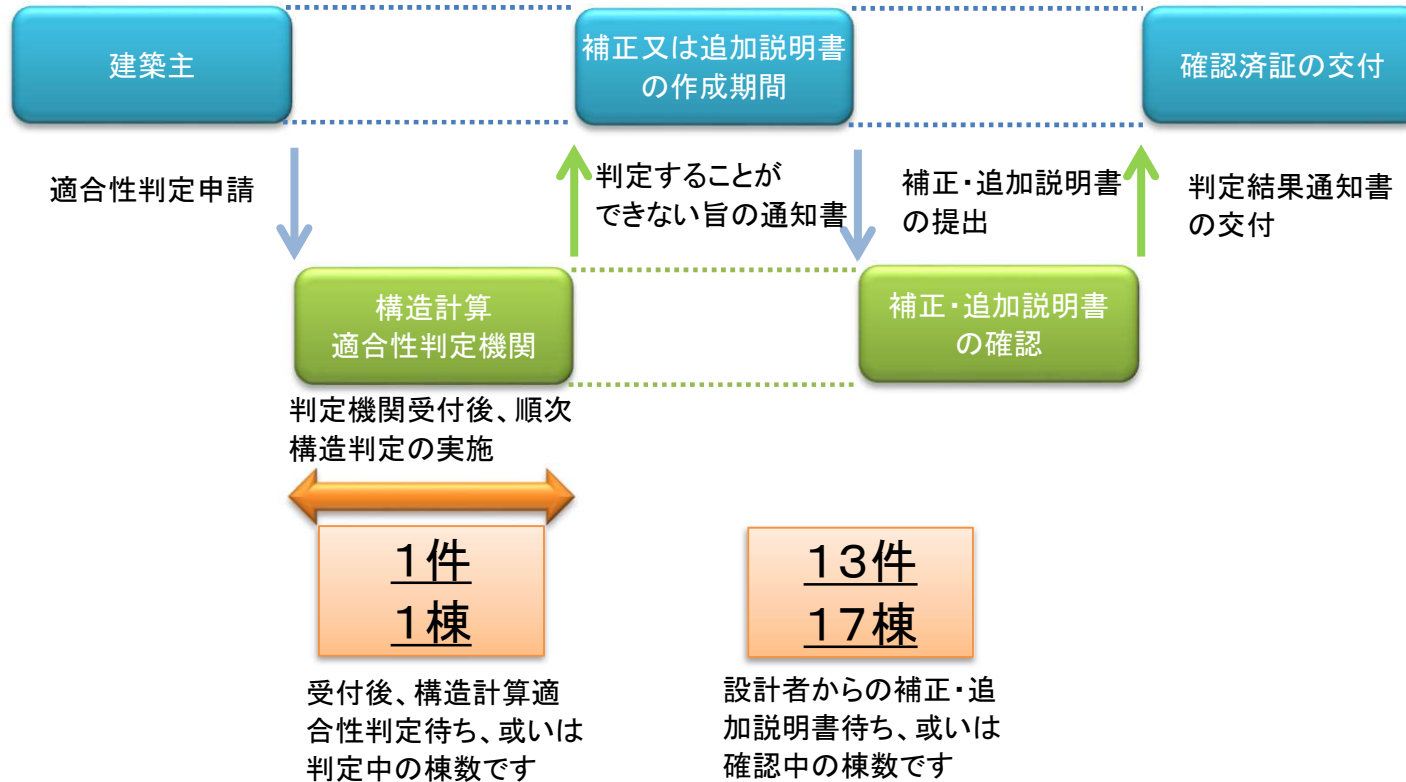 建築主
補正又は追加説明書
の作成期間
確認済証の交付
適合性判定申請
判定することが
できない旨の通知書
補正・追加説明書
の提出
判定結果通知書
の交付
構造計算
適合性判定機関
補正・追加説明書
の確認
判定機関受付後、順次
構造判定の実施
1件
1棟
13件
17棟
受付後、構造計算適
合性判定待ち、或いは
判定中の棟数です
設計者からの補正・追
加説明書待ち、或いは
確認中の棟数です